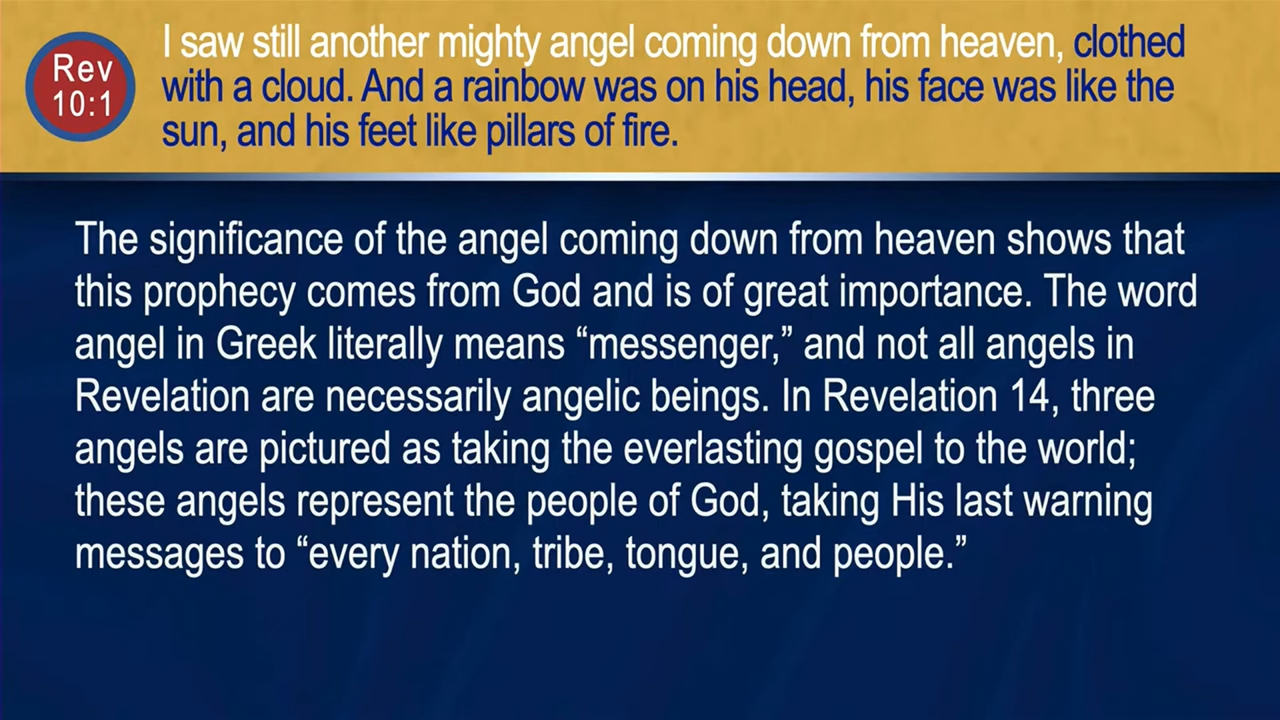 Rev
10:1
I saw still another mighty angel coming down from heaven, clothed
with a cloud. And a rainbow was on his head, his face was like the
sun, and his feet like pillars of fire.
The significance of the angel coming down from heaven shows that
this prophecy comes from God and is of great importance. The word
angel in Greek literally means “messenger,” and not all angels in
Revelation are necessarily angelic beings. In Revelation 14, three
angels are pictured as taking the everlasting gospel to the world;
these angels represent the people of God, taking His last warning
messages to “every nation, tribe, tongue, and people.”